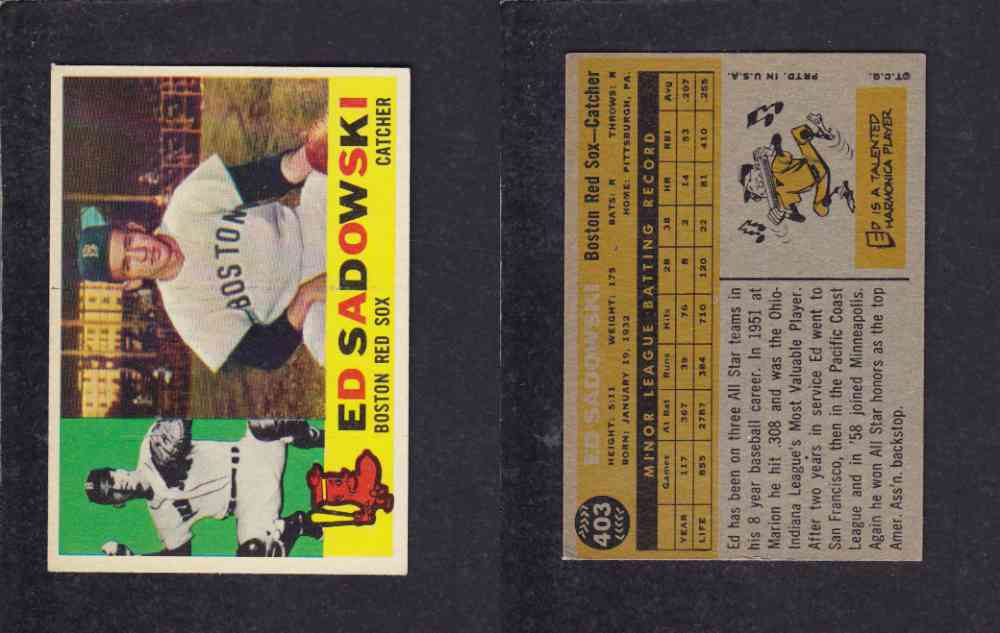 B
BOSTON
ED SADOWSKI
BOSTON RED SOX
CATCHER
403
ED SADOWSKI
Boston Red Sox—Catcher
HEIGHT: 5:11 WEIGHT: 175 BATS: R THROWS: R
BORN: JANUARY 19, 1932 HOME: PITTSBURGH, PA.
MINOR LEAGUE BATTING RECORD
Games At Bat Runs Hits 2B 3B HR RBI Avg
YEAR 117 367 39 76 8 2 14 53 .207
LIFE 855 2787 384 710 120 22 81 410 .255
Ed has been on three All Star teams in
his 8 year baseball career. In 1951 at
Marion he hit .308 and was the Ohio-
Indiana League's Most Valuable Player.
After two years in service Ed went to
San Francisco, then in the Pacific Coast
League and in '58 joined Minneapolis.
Again he won All Star honors as the top
Amer. Ass'n. backstop.
ED IS A TALENTED
HARMONICA PLAYER
©T.C.G.
PRTD. IN U.S.A.